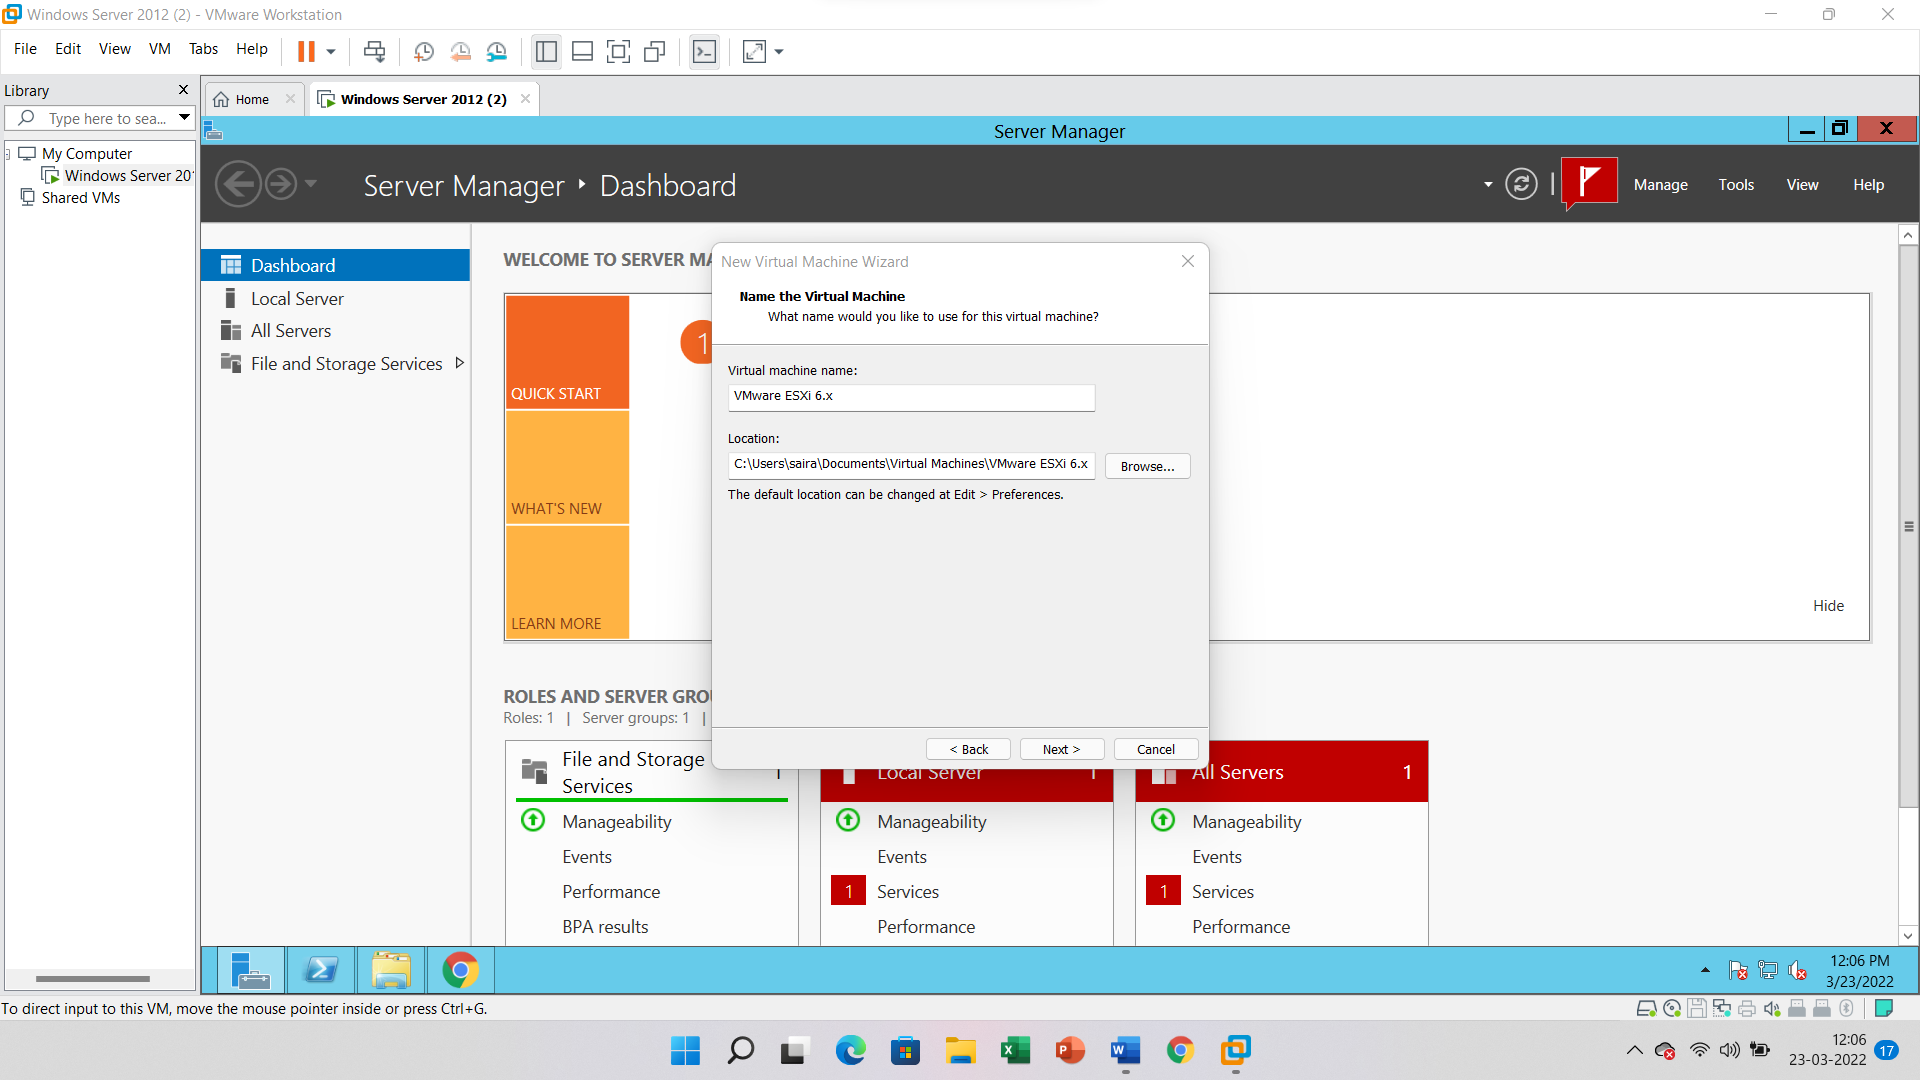 Windows Server 2012 (2) - VMware Workstation
File Edit View VM Tabs Help
Library
Home
Windows Server 2012 (2)
Type here to sea...
Server Manager
My Computer
Windows Server 20
Shared VMs
Server Manager Dashboard
Manage Tools View Help
Dashboard
Local Server
All Servers
File and Storage Services
WELCOME TO SERVER MA
QUICK START
1
WHAT'S NEW
LEARN MORE
Hide
New Virtual Machine Wizard
Name the Virtual Machine
What name would you like to use for this virtual machine?
Virtual machine name:
VMware ESXi 6.x
Location:
C:\Users\saira\Documents\Virtual Machines\VMware ESXi 6.x
Browse...
The default location can be changed at Edit > Preferences.
< Back Next > Cancel
ROLES AND SERVER GROU
Roles: 1 | Server groups: 1 |
File and Storage
Services
1
Manageability
Events
Performance
BPA results
Local Server 1
Manageability
Events
1 Services
Performance
All Servers 1
Manageability
Events
1 Services
Performance
12:06 PM
3/23/2022
To direct input to this VM, move the mouse pointer inside or press Ctrl+G.
12:06
23-03-2022
17